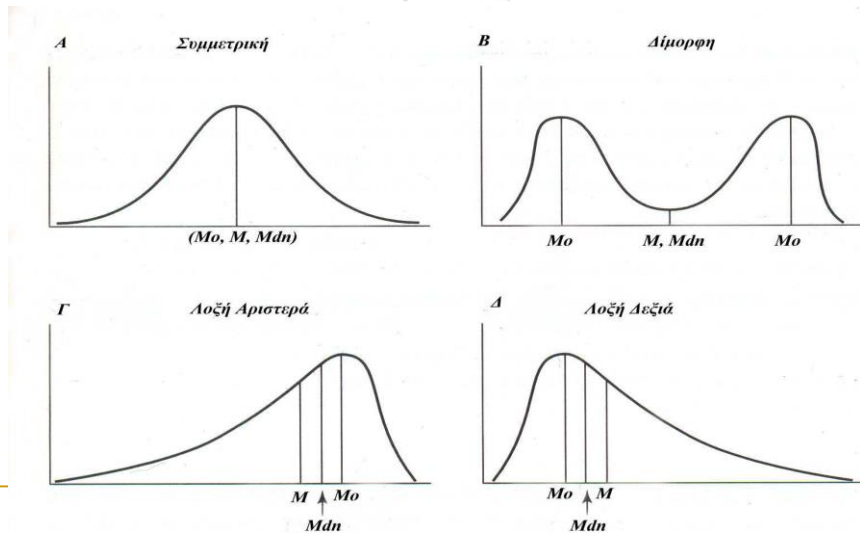 Α Συμμετρική
(Mo, M, Mdn)
Β Δίμορφη
Mo M, Mdn Mo
Γ Λοξή Αριστερά
M Mo
Mdn
Δ Λοξή Δεξιά
Mo M
Mdn